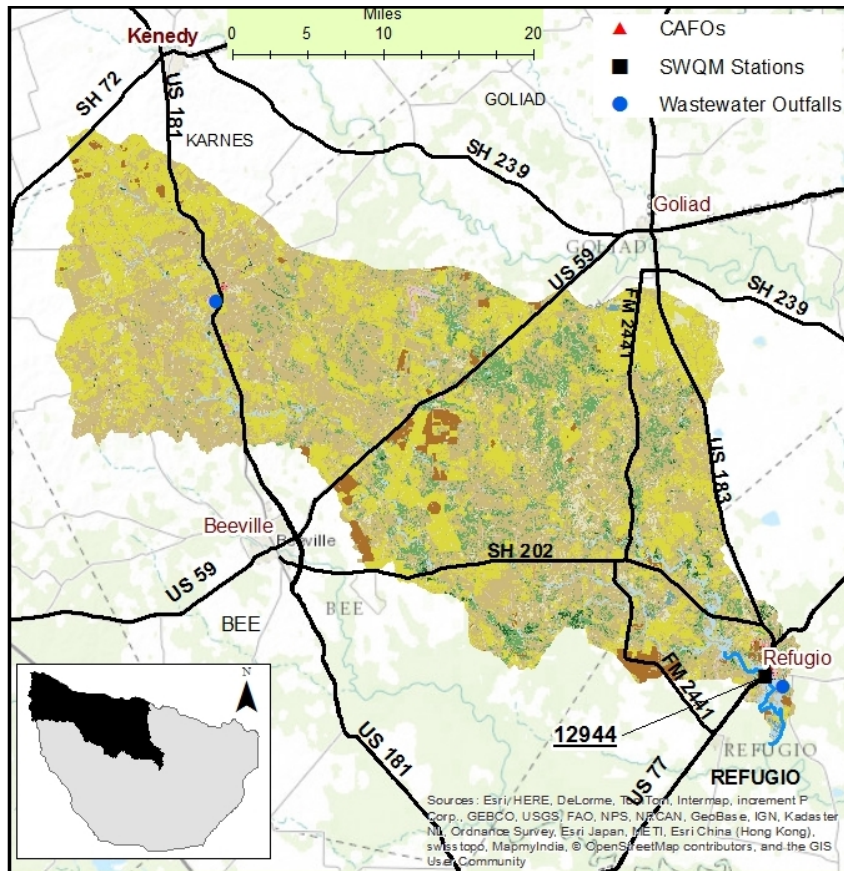 Miles
0 5 10 20
CAFOs
SWQM Stations
Wastewater Outfalls
Kenedy
SH 72
US 181
KARNES
GOLIAD
SH 239
Goliad
GOLIAD
US 59
FM 2441
SH 239
US 183
Beeville
Beeville
SH 202
US 59
BEE
BEE
Refugio
FM 2441
12944
N
REFUGIO
REFUGIO
US 181
US 77
Sources: Esri, HERE, DeLorme, TomTom, Intermap, increment P
Corp., GEBCO, USGS, FAO, NPS, NRCAN, GeoBase, IGN, Kadaster
NL, Ordnance Survey, Esri Japan, METI, Esri China (Hong Kong),
swisstopo, MapmyIndia, © OpenStreetMap contributors, and the GIS
User Community